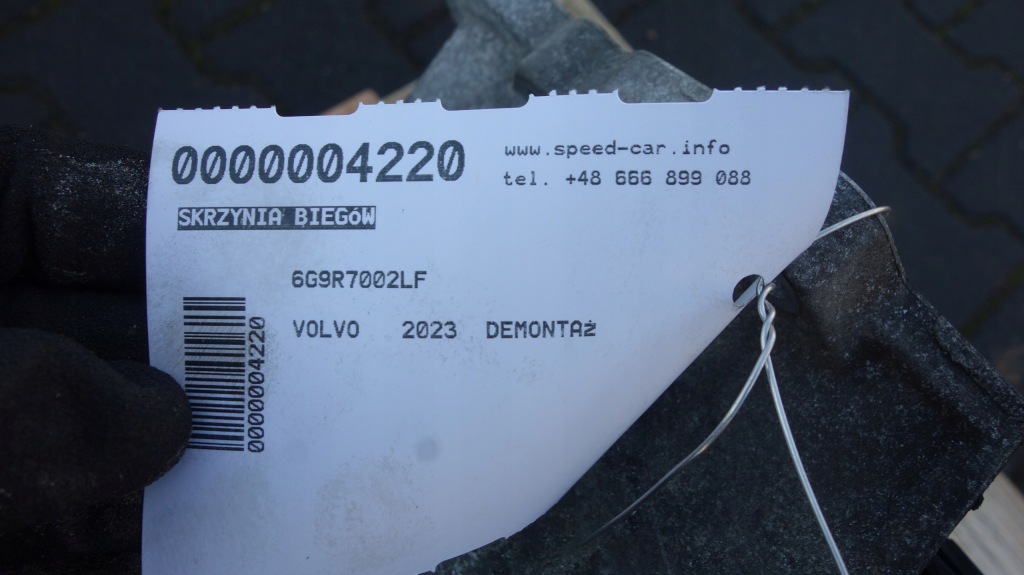 0000004220
www.speed-car.info
tel. +48 666 899 088
SKRZYNIA BIEGóW
6G9R7002LF
VOLVO 2023 DEMONTAż
0000004220